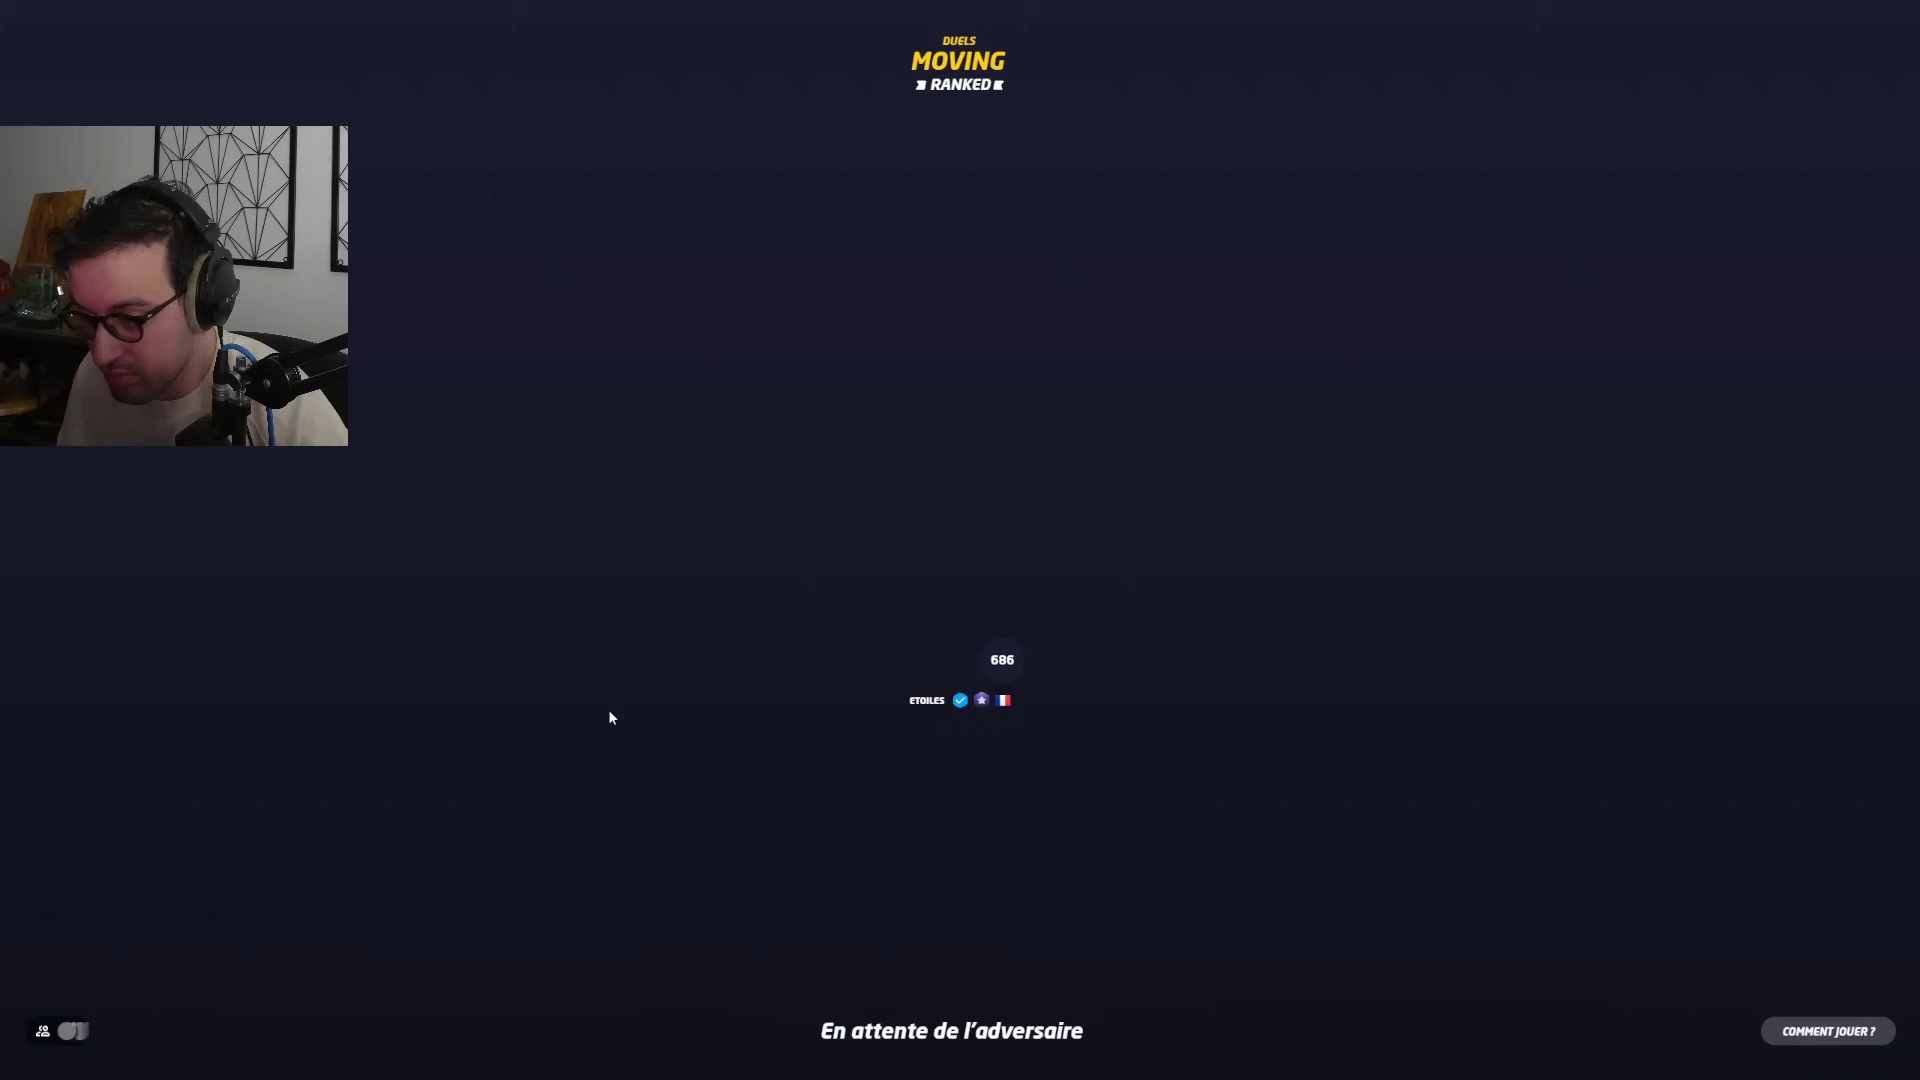 DUELS
MOVING
RANKED
686
ETOILES
En attente de l'adversaire
COMMENT JOUER ?